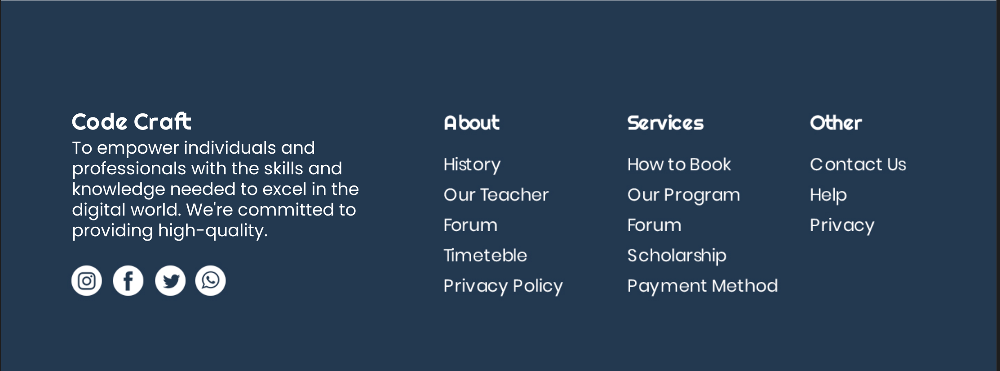 Code Craft
To empower individuals and
professionals with the skills and
knowledge needed to excel in the
digital world. We're committed to
providing high-quality.
About
History
Our Teacher
Forum
Timeteble
Privacy Policy
Services
How to Book
Our Program
Forum
Scholarship
Payment Method
Other
Contact Us
Help
Privacy